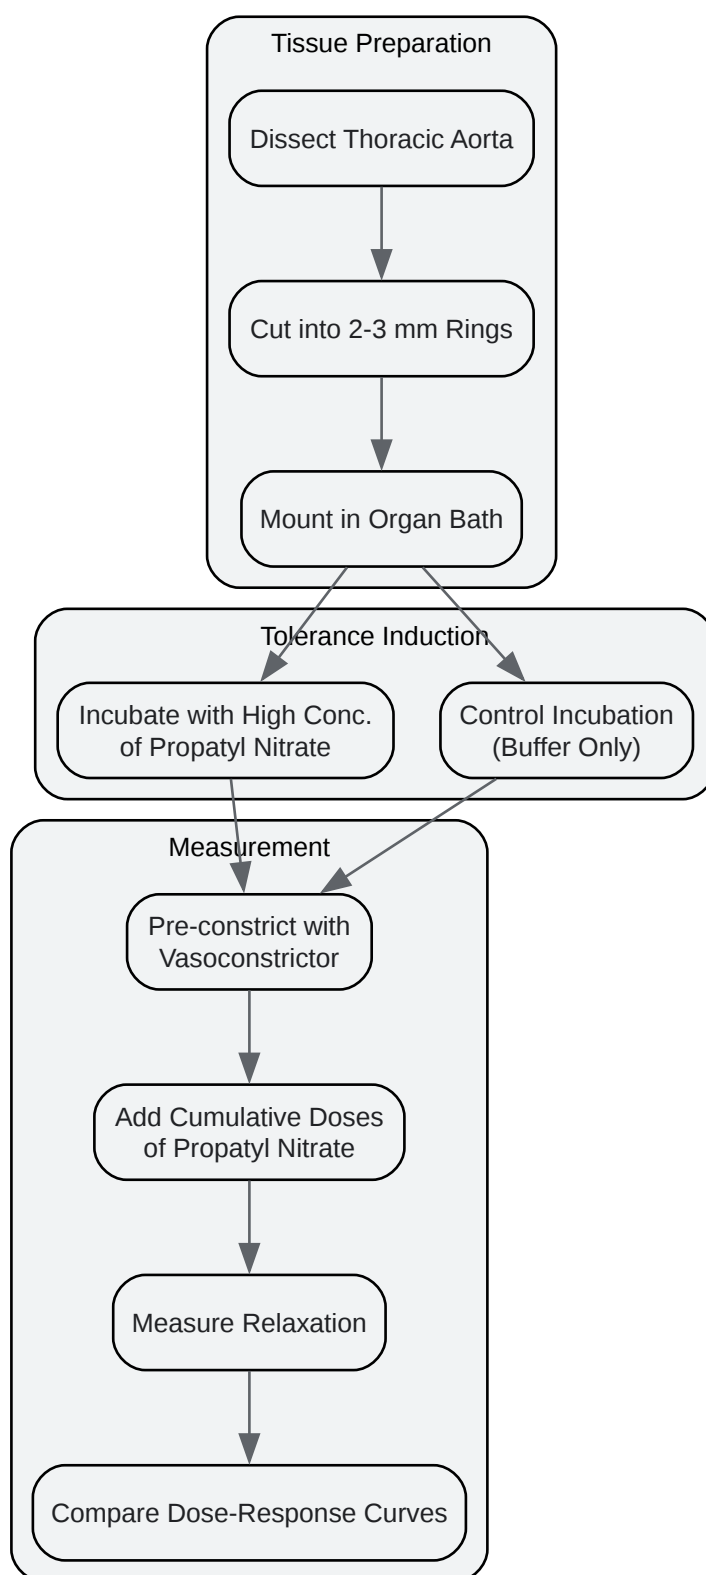 Tissue Preparation
Dissect Thoracic Aorta
Cut into 2-3 mm Rings
Mount in Organ Bath
Tolerance Induction
Incubate with High Conc.
of Propatyl Nitrate
Control Incubation
(Buffer Only)
Measurement
Pre-constrict with
Vasoconstrictor
Add Cumulative Doses
of Propatyl Nitrate
Measure Relaxation
Compare Dose-Response Curves